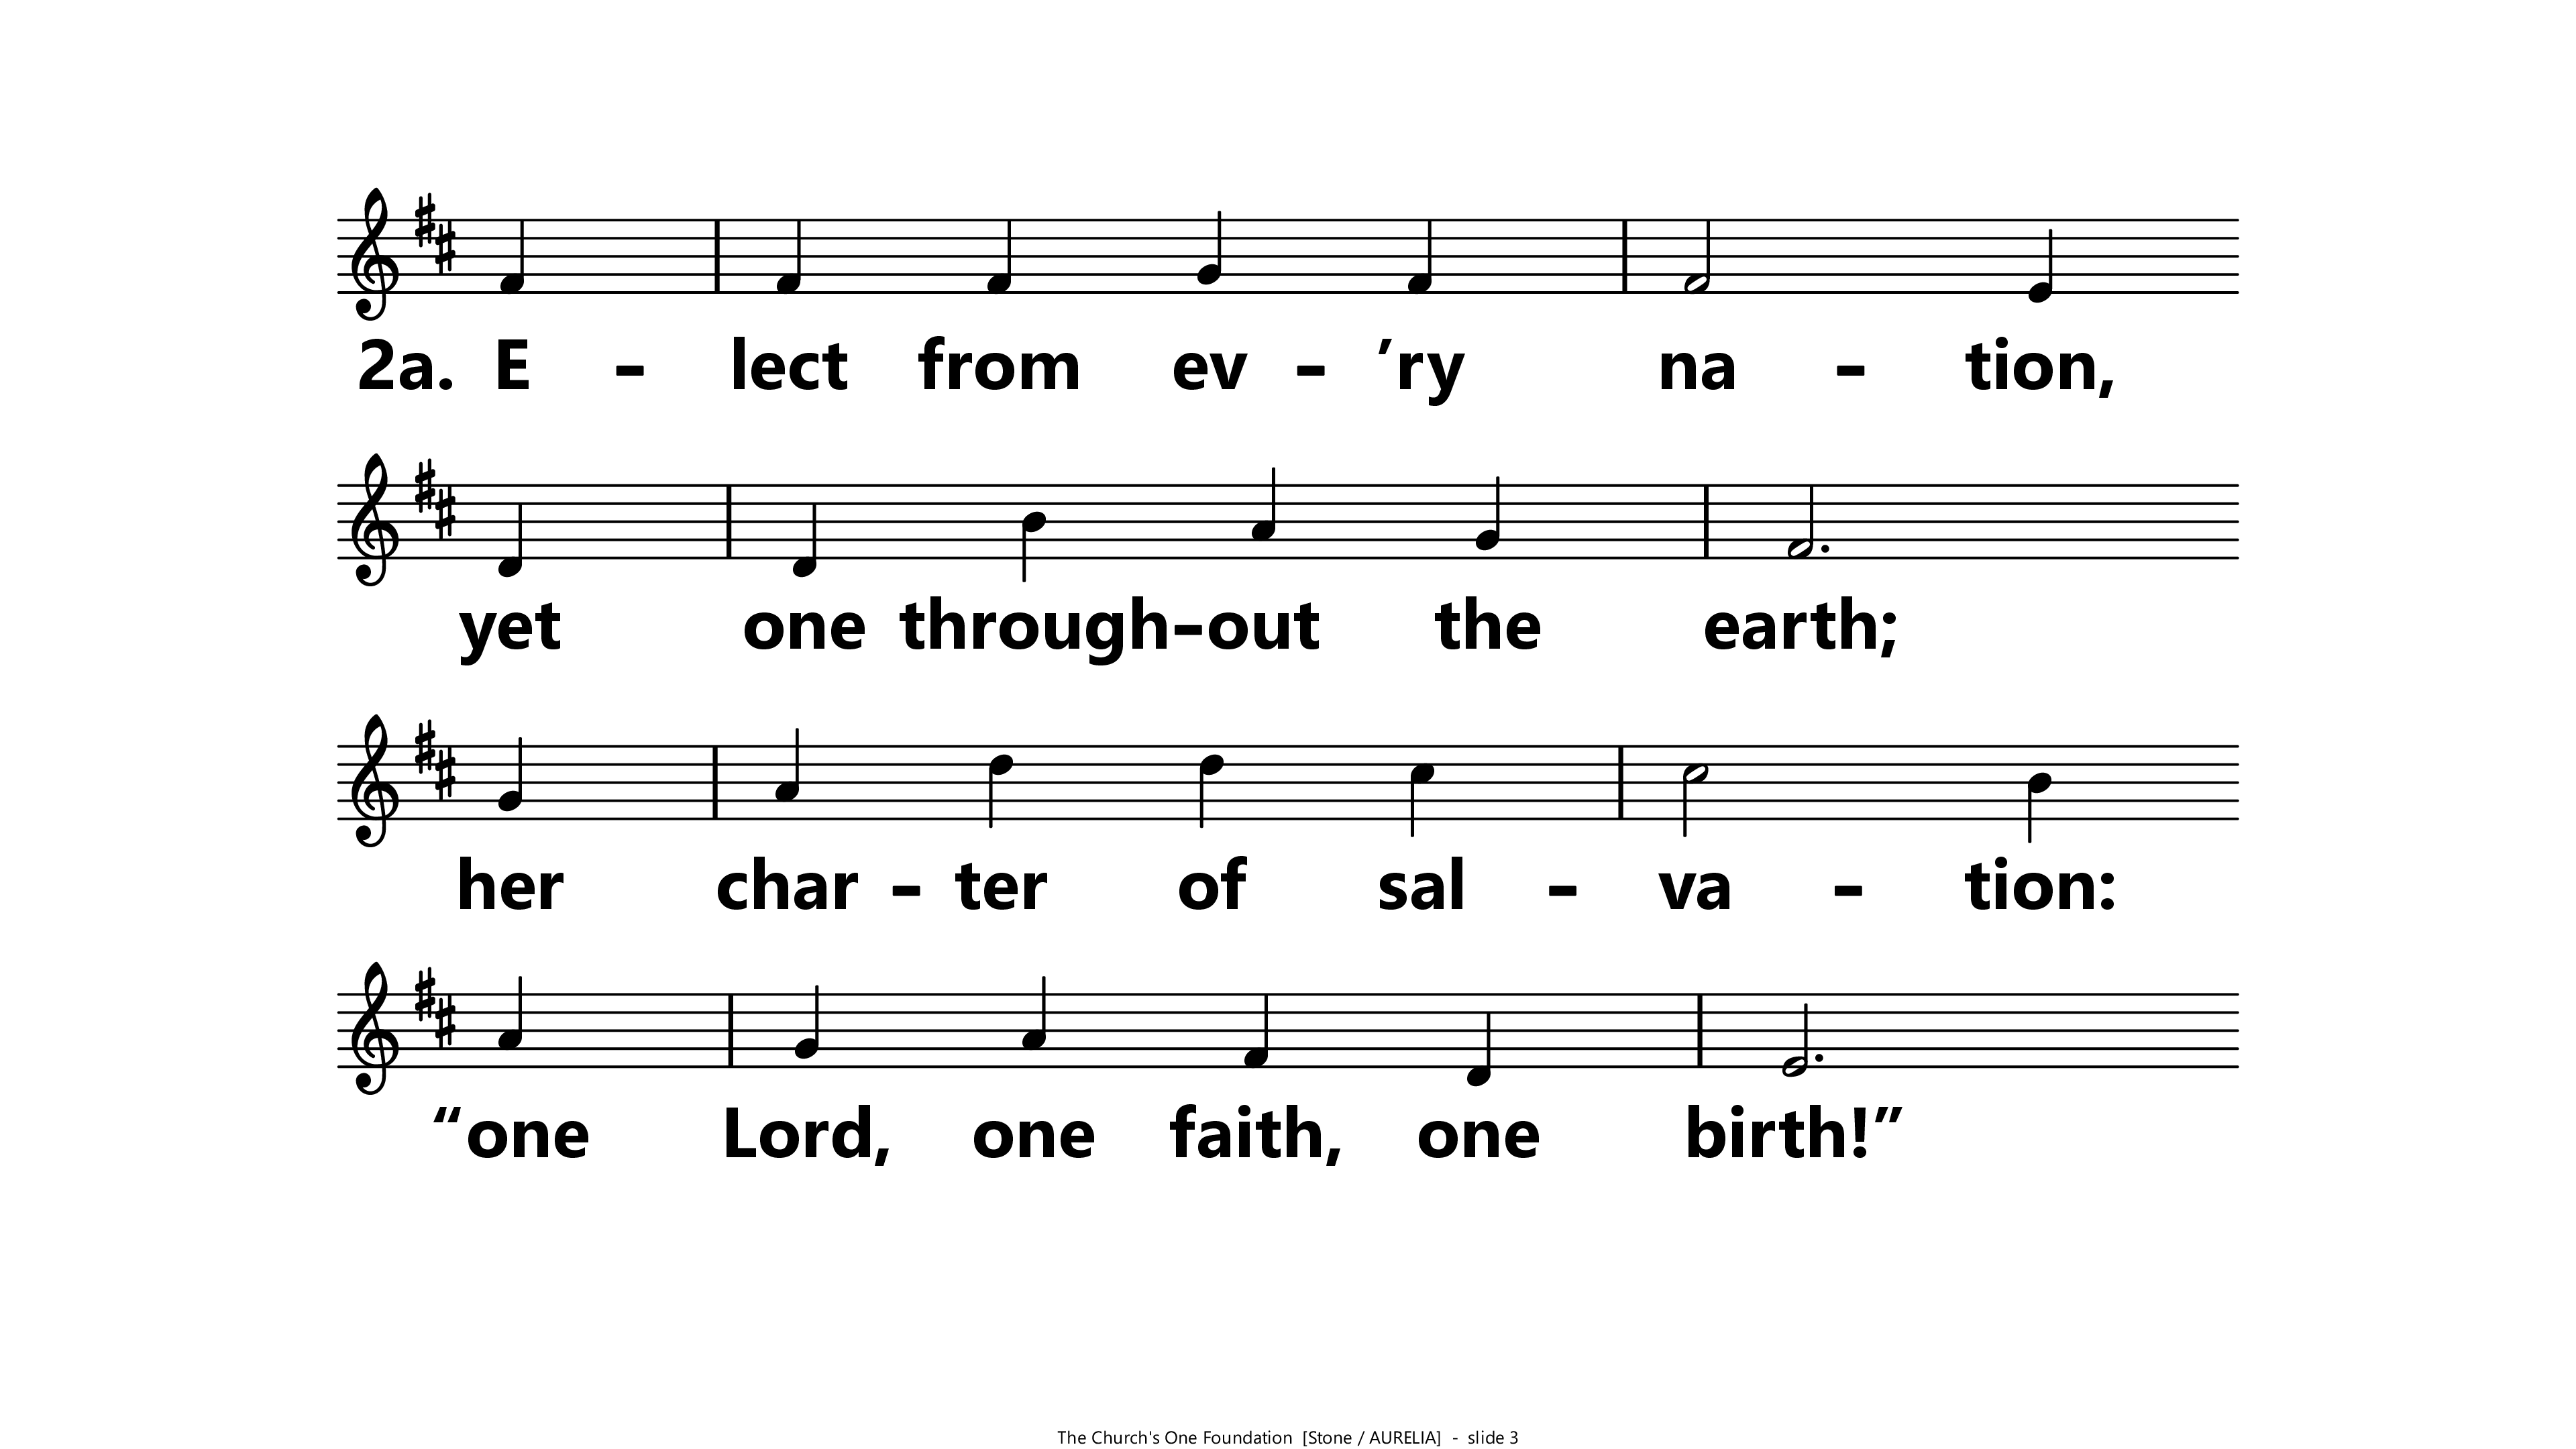 2a. E - lect from ev - ’ry na - tion,
yet one through-out the earth;
her char - ter of sal - va - tion:
“one Lord, one faith, one birth!”
The Church's One Foundation [Stone / AURELIA] - slide 3